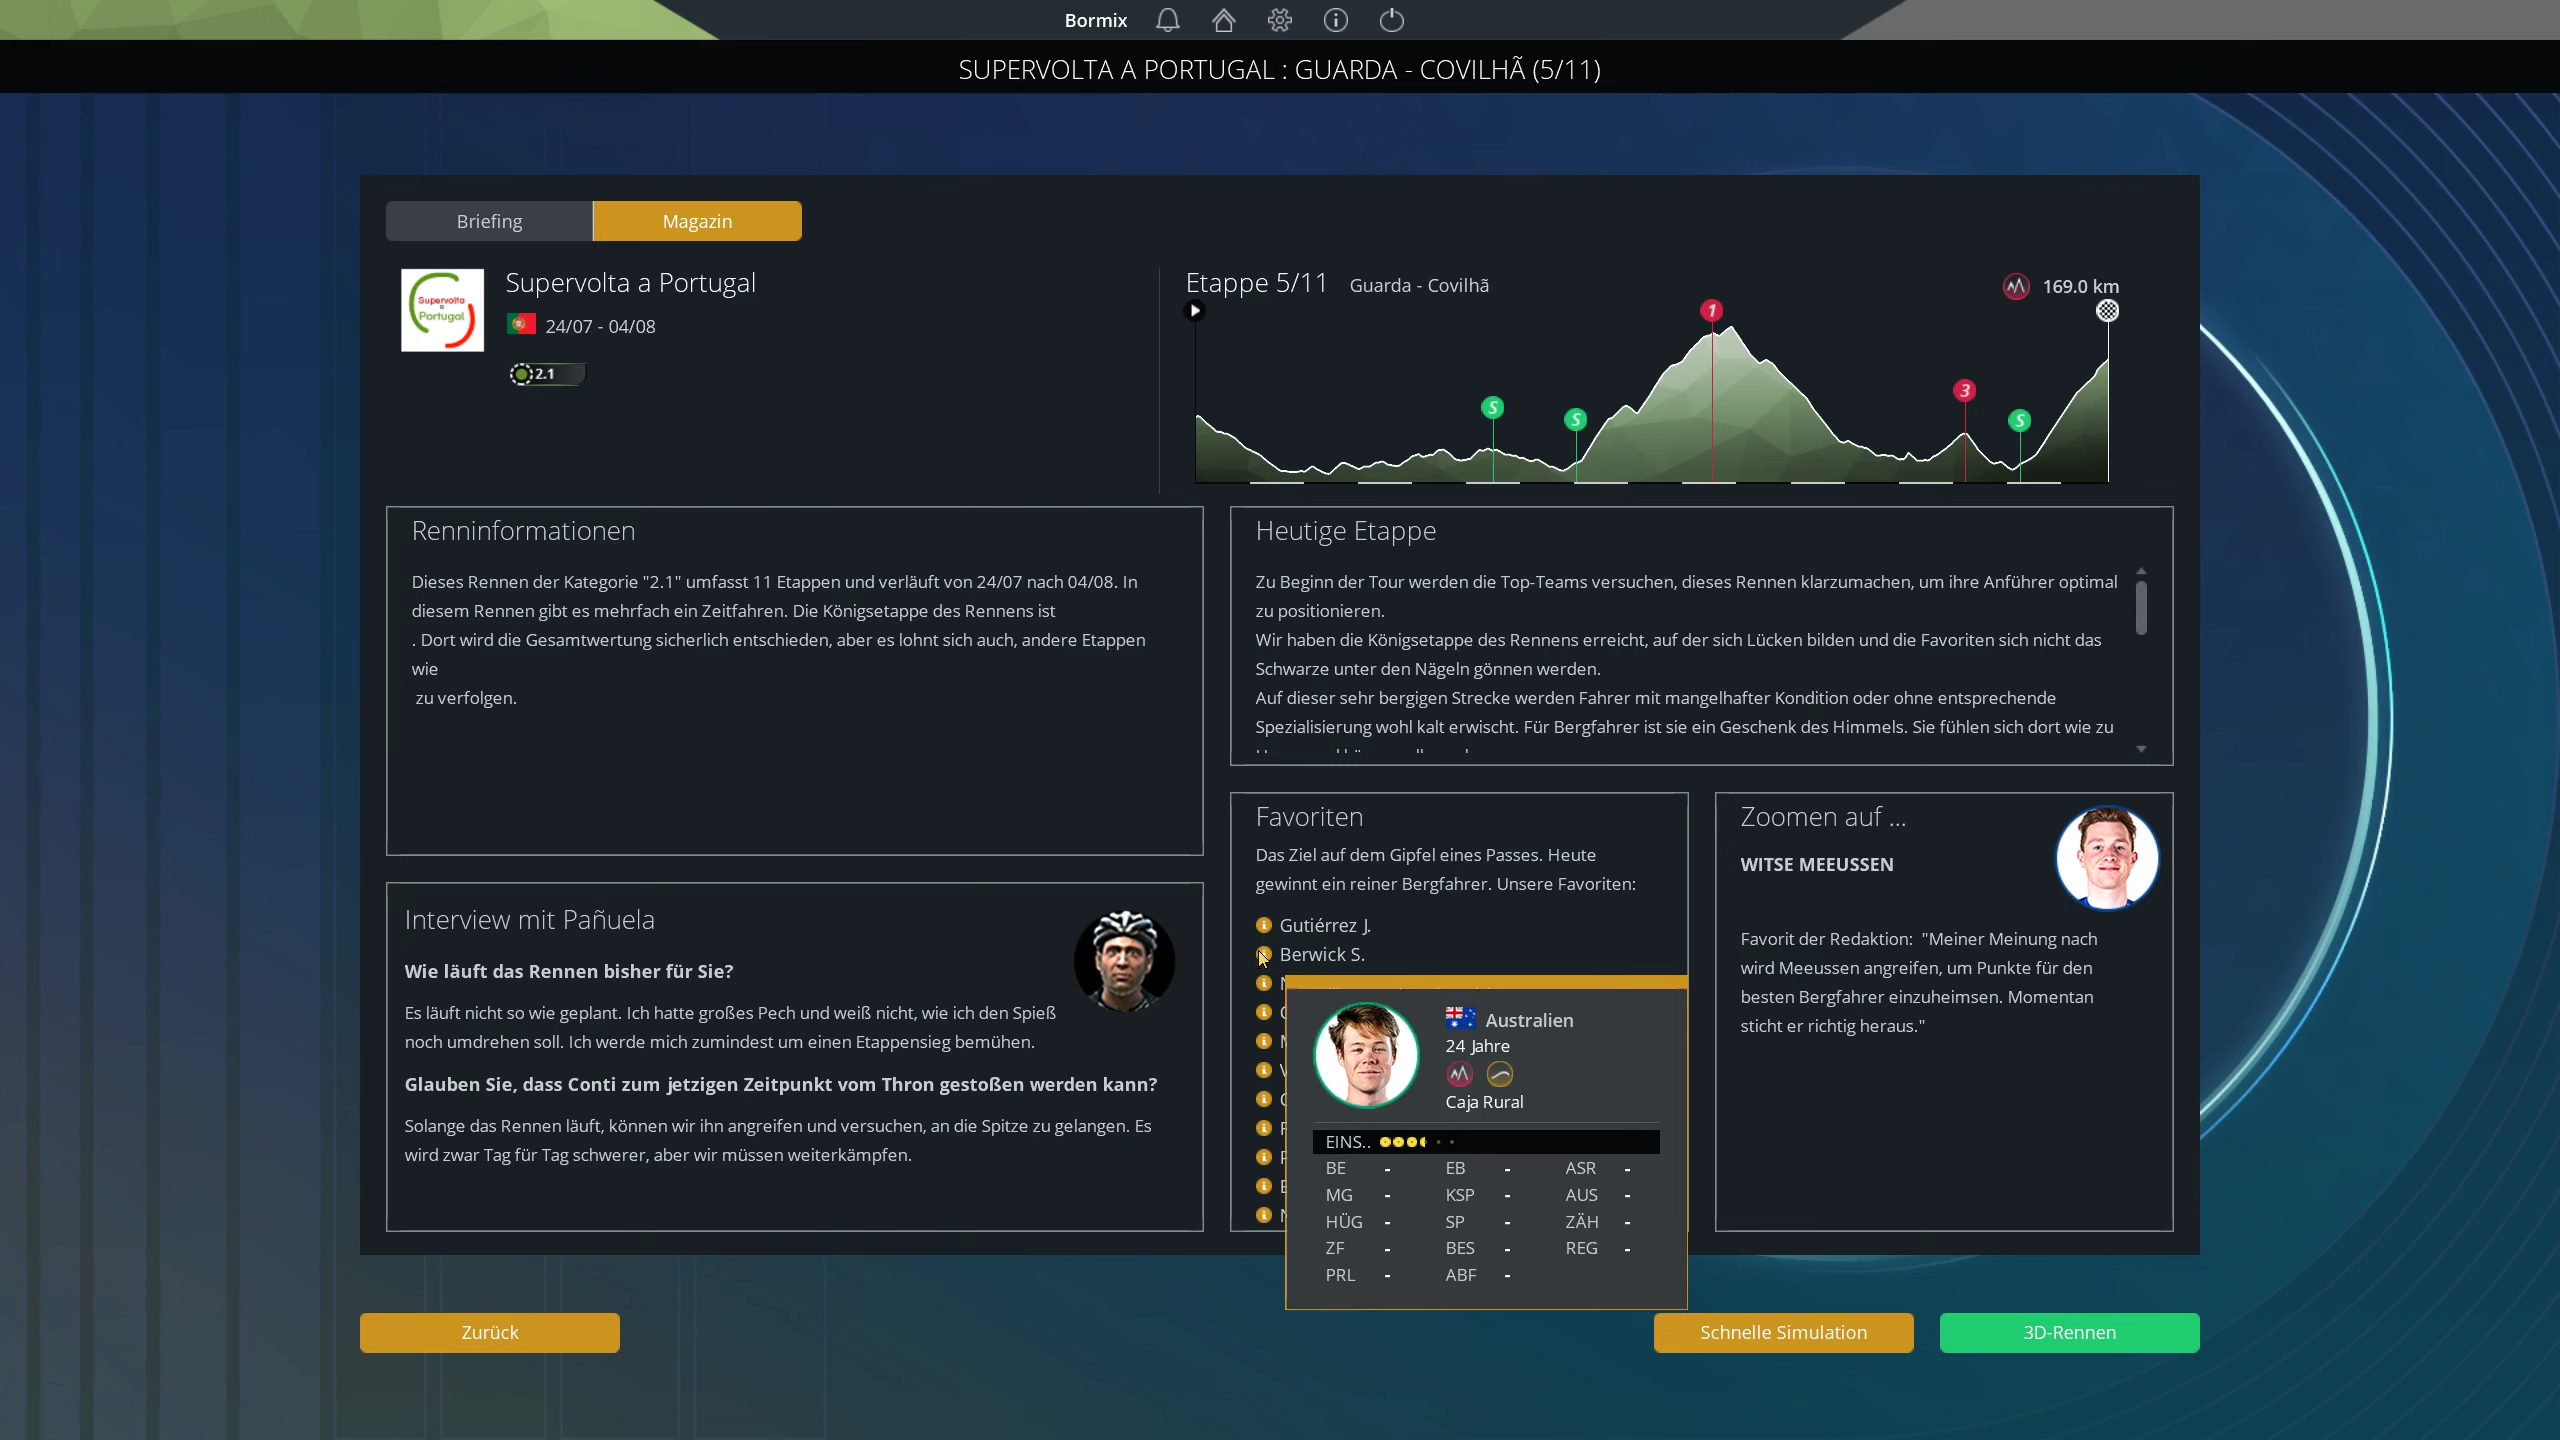 Bormix
SUPERVOLTA A PORTUGAL : GUARDA - COVILHÃ (5/11)
Briefing
Magazin
Supervolta a Portugal
Supervolta a Portugal
24/07 - 04/08
2.1
Etappe 5/11 Guarda - Covilhã
169.0 km
1
3
S
S
S
Renninformationen
Dieses Rennen der Kategorie "2.1" umfasst 11 Etappen und verläuft von 24/07 nach 04/08. In
diesem Rennen gibt es mehrfach ein Zeitfahren. Die Königsetappe des Rennens ist
. Dort wird die Gesamtwertung sicherlich entschieden, aber es lohnt sich auch, andere Etappen
wie
zu verfolgen.
Heutige Etappe
Zu Beginn der Tour werden die Top-Teams versuchen, dieses Rennen klarzumachen, um ihre Anführer optimal
zu positionieren.
Wir haben die Königsetappe des Rennens erreicht, auf der sich Lücken bilden und die Favoriten sich nicht das
Schwarze unter den Nägeln gönnen werden.
Auf dieser sehr bergigen Strecke werden Fahrer mit mangelhafter Kondition oder ohne entsprechende
Spezialisierung wohl kalt erwischt. Für Bergfahrer ist sie ein Geschenk des Himmels. Sie fühlen sich dort wie zu
Interview mit Pañuela
Wie läuft das Rennen bisher für Sie?
Es läuft nicht so wie geplant. Ich hatte großes Pech und weiß nicht, wie ich den Spieß
noch umdrehen soll. Ich werde mich zumindest um einen Etappensieg bemühen.
Glauben Sie, dass Conti zum jetzigen Zeitpunkt vom Thron gestoßen werden kann?
Solange das Rennen läuft, können wir ihn angreifen und versuchen, an die Spitze zu gelangen. Es
wird zwar Tag für Tag schwerer, aber wir müssen weiterkämpfen.
Favoriten
Das Ziel auf dem Gipfel eines Passes. Heute
gewinnt ein reiner Bergfahrer. Unsere Favoriten:
Gutiérrez J.
Berwick S.
Australien
24 Jahre
Caja Rural
EINS..
BE - EB - ASR -
MG - KSP - AUS -
HÜG - SP - ZÄH -
ZF - BES - REG -
PRL - ABF -
Zoomen auf ...
WITSE MEEUSSEN
Favorit der Redaktion: "Meiner Meinung nach
wird Meeussen angreifen, um Punkte für den
besten Bergfahrer einzuheimsen. Momentan
sticht er richtig heraus."
Zurück
Schnelle Simulation
3D-Rennen